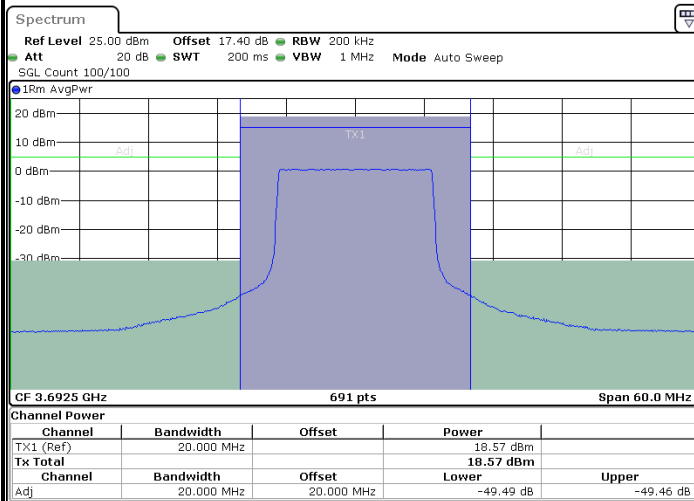 Spectrum
Ref Level 25.00 dBm Offset 17.40 dB RBW 200 kHz
Att 20 dB SWT 200 ms VBW 1 MHz Mode Auto Sweep
SGL Count 100/100
1Rm AvgPwr
20 dBm
TX1
10 dBm
Adj Adj
0 dBm
-10 dBm
-20 dBm
-30 dBm
CF 3.6925 GHz 691 pts Span 60.0 MHz
Channel Power
Channel Bandwidth Offset Power
TX1 (Ref) 20.000 MHz 18.57 dBm
Tx Total 18.57 dBm
Channel Bandwidth Offset Lower Upper
Adj 20.000 MHz 20.000 MHz -49.49 dB -49.46 dB